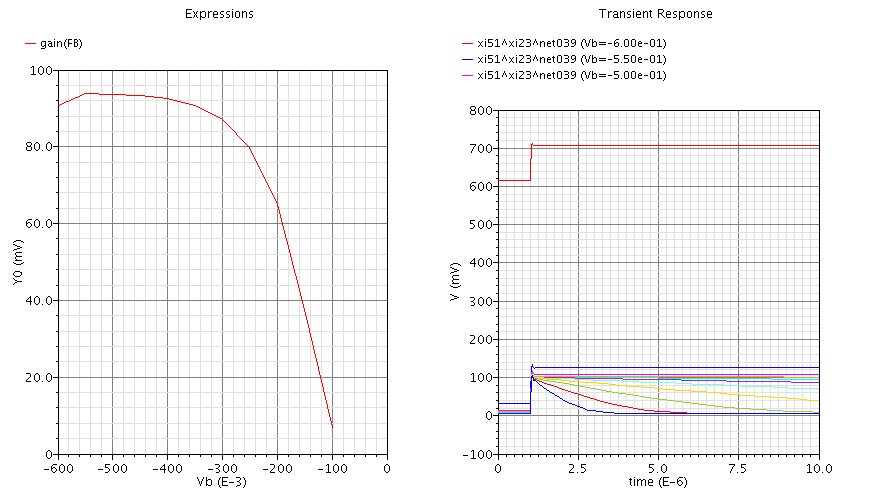 Expressions
gain(FB)
100
80.0
60.0
40.0
20.0
0
Y0 (mV)
-600 -500 -400 -300 -200 -100 0
Vb (E-3)
Transient Response
xi51^xi23^net039 (Vb=-6.00e-01)
xi51^xi23^net039 (Vb=-5.50e-01)
xi51^xi23^net039 (Vb=-5.00e-01)
800
700
600
500
400
300
200
100
0
-100
V (mV)
0 2.5 5.0 7.5 10.0
time (E-6)